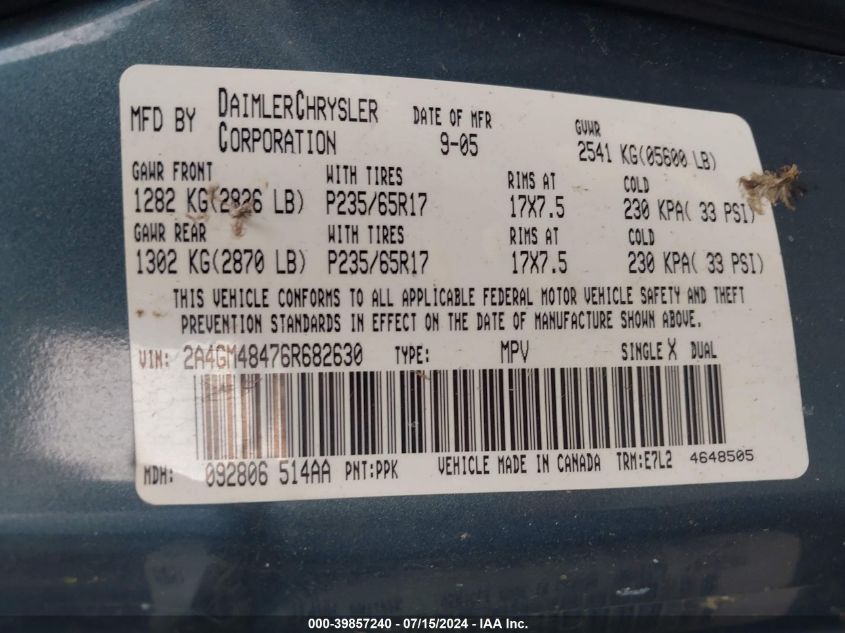 MFD BY DAIMLERCHRYSLER CORPORATION DATE OF MFR 9-05 GVWR 2541 KG(05600 LB)
GAWR FRONT WITH TIRES RIMS AT COLD
1282 KG(2826 LB) P235/65R17 17X7.5 230 KPA( 33 PSI)
GAWR REAR WITH TIRES RIMS AT COLD
1302 KG(2870 LB) P235/65R17 17X7.5 230 KPA( 33 PSI)
THIS VEHICLE CONFORMS TO ALL APPLICABLE FEDERAL MOTOR VEHICLE SAFETY AND THEFT
PREVENTION STANDARDS IN EFFECT ON THE DATE OF MANUFACTURE SHOWN ABOVE.
VIN: 2A4GM48476R682630 TYPE: MPV SINGLE X DUAL
MDH: 092806 514AA PNT:PPK VEHICLE MADE IN CANADA TRM:E7L2 4648505
000-39857240 - 07/15/2024 - IAA Inc.